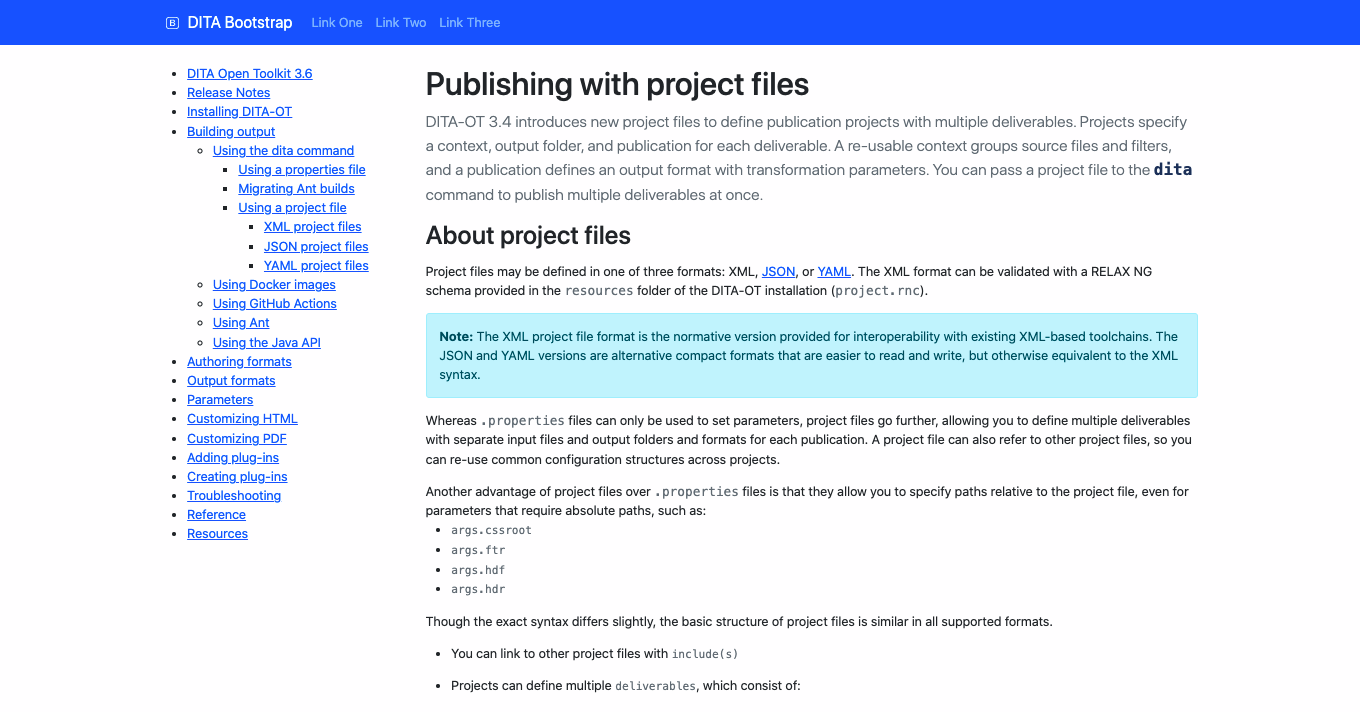 B DITA Bootstrap Link One Link Two Link Three
DITA Open Toolkit 3.6
Release Notes
Installing DITA-OT
Building output
Using the dita command
Using a properties file
Migrating Ant builds
Using a project file
XML project files
JSON project files
YAML project files
Using Docker images
Using GitHub Actions
Using Ant
Using the Java API
Authoring formats
Output formats
Parameters
Customizing HTML
Customizing PDF
Adding plug-ins
Creating plug-ins
Troubleshooting
Reference
Resources
Publishing with project files
DITA-OT 3.4 introduces new project files to define publication projects with multiple deliverables. Projects specify
a context, output folder, and publication for each deliverable. A re-usable context groups source files and filters,
and a publication defines an output format with transformation parameters. You can pass a project file to the dita
command to publish multiple deliverables at once.
About project files
Project files may be defined in one of three formats: XML, JSON, or YAML. The XML format can be validated with a RELAX NG
schema provided in the resources folder of the DITA-OT installation (project.rnc).
Note: The XML project file format is the normative version provided for interoperability with existing XML-based toolchains. The
JSON and YAML versions are alternative compact formats that are easier to read and write, but otherwise equivalent to the XML
syntax.
Whereas .properties files can only be used to set parameters, project files go further, allowing you to define multiple deliverables
with separate input files and output folders and formats for each publication. A project file can also refer to other project files, so you
can re-use common configuration structures across projects.
Another advantage of project files over .properties files is that they allow you to specify paths relative to the project file, even for
parameters that require absolute paths, such as:
args.cssroot
args.ftr
args.hdf
args.hdr
Though the exact syntax differs slightly, the basic structure of project files is similar in all supported formats.
You can link to other project files with include(s)
Projects can define multiple deliverables, which consist of: